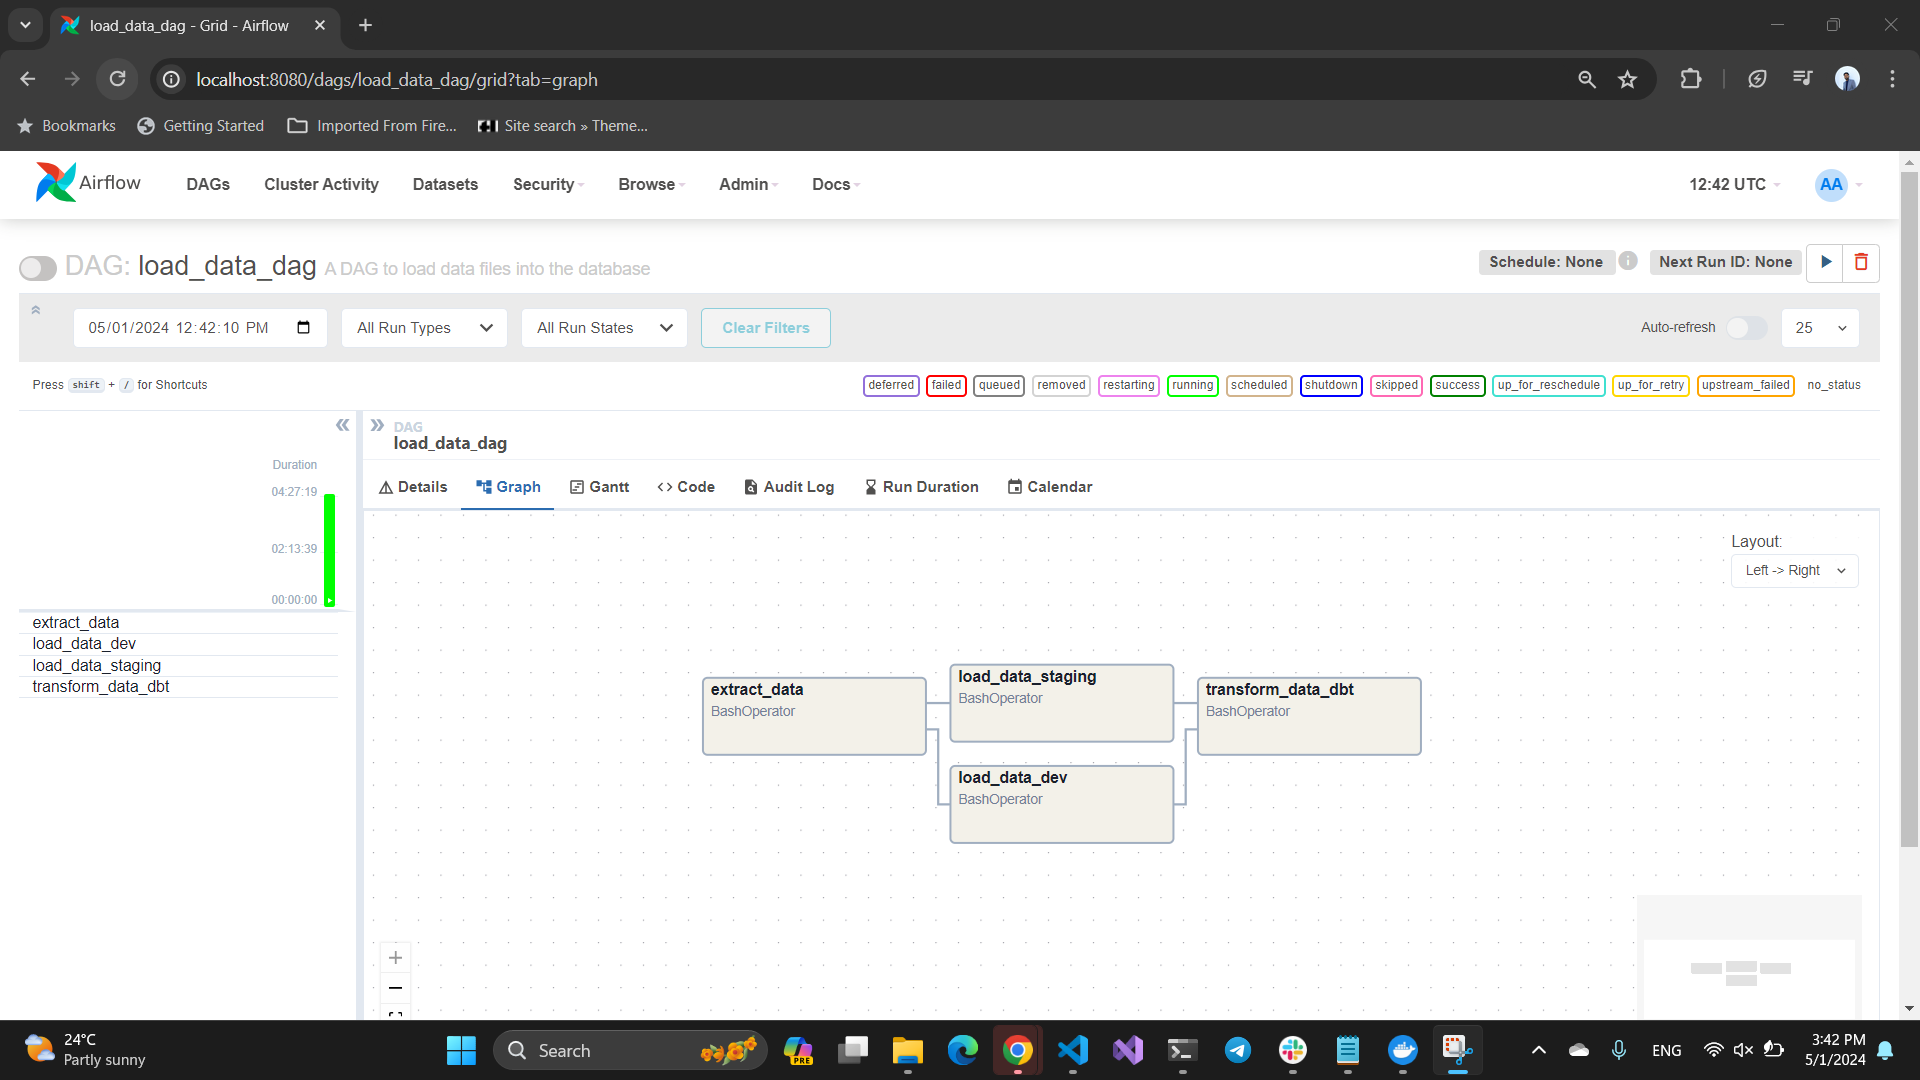 load_data_dag - Grid - Airflow
localhost:8080/dags/load_data_dag/grid?tab=graph
Bookmarks Getting Started Imported From Fire... Site search » Theme...
Airflow DAGs Cluster Activity Datasets Security Browse Admin Docs 12:42 UTC AA
DAG: load_data_dag A DAG to load data files into the database Schedule: None Next Run ID: None
05/01/2024 12:42:10 PM All Run Types All Run States Clear Filters Auto-refresh 25
Press shift + / for Shortcuts deferred failed queued removed restarting running scheduled shutdown skipped success up_for_reschedule up_for_retry upstream_failed no_status
DAG
load_data_dag
Duration
04:27:19
02:13:39
00:00:00
extract_data
load_data_dev
load_data_staging
transform_data_dbt
Details Graph Gantt Code Audit Log Run Duration Calendar
Layout:
Left -> Right
extract_data
BashOperator
load_data_staging
BashOperator
load_data_dev
BashOperator
transform_data_dbt
BashOperator
24°C
Partly sunny
Search
PRE
ENG
3:42 PM
5/1/2024